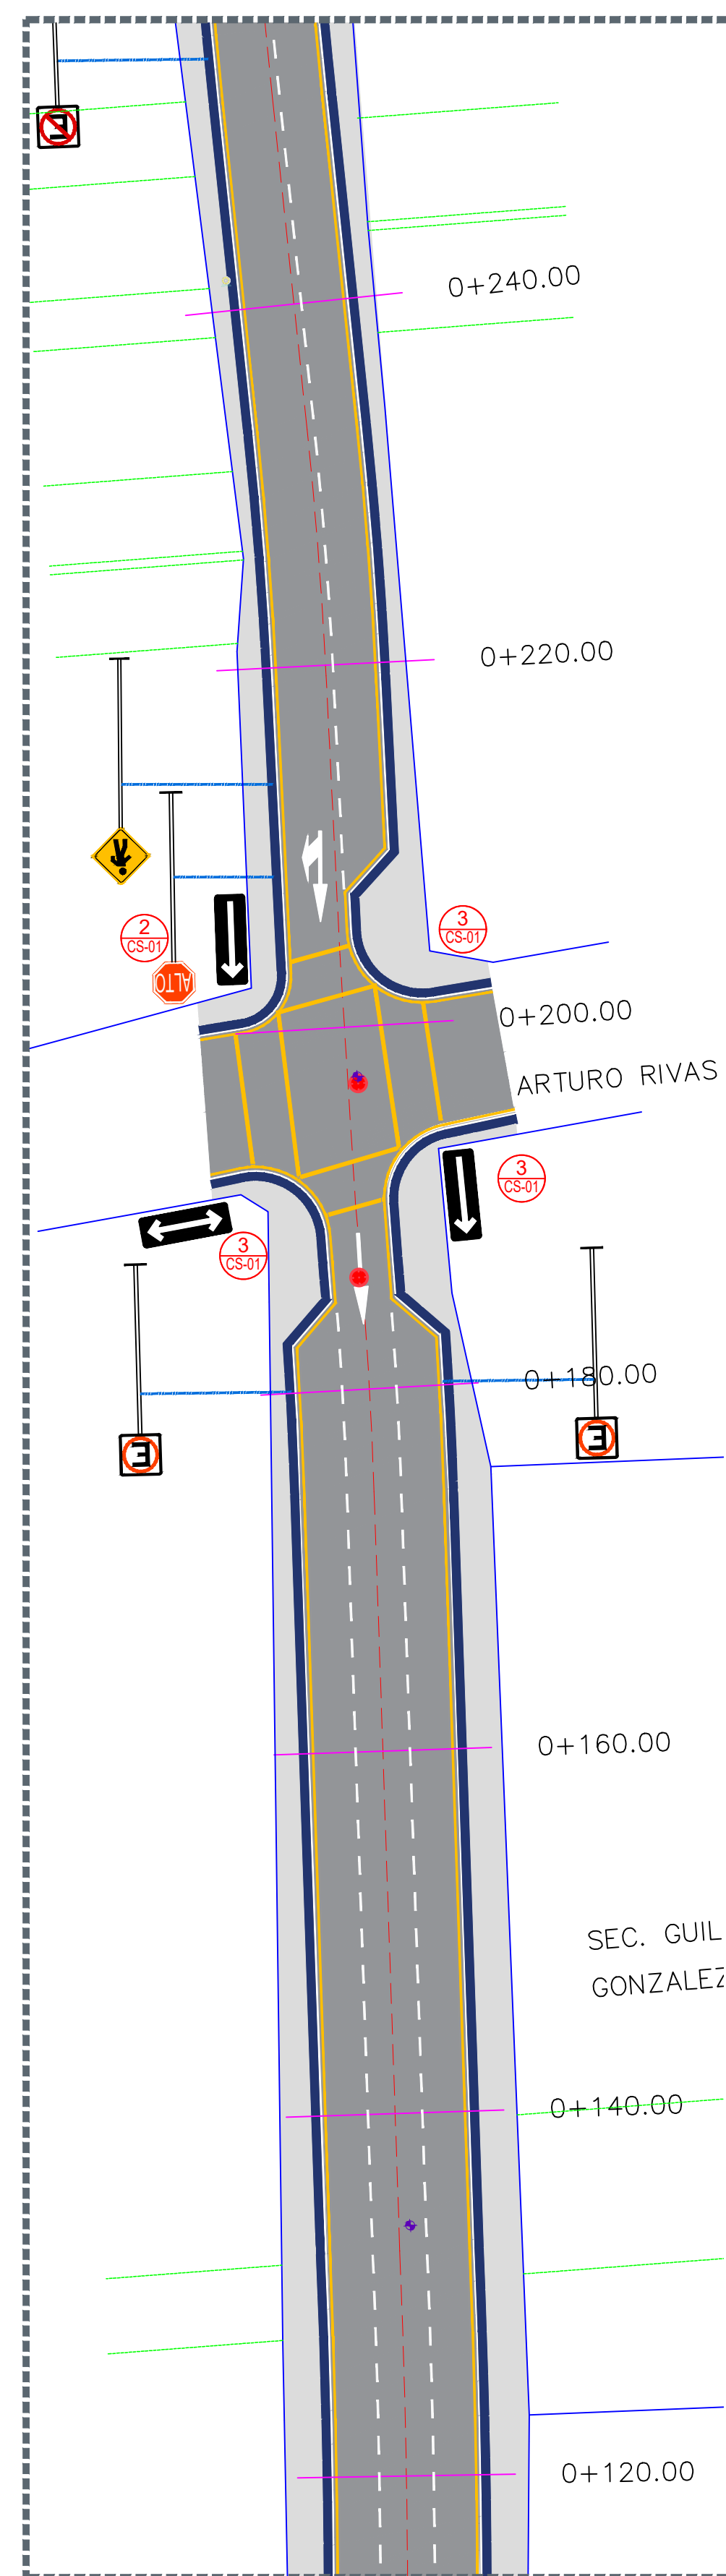 E
0+240.00
0+220.00
2
CS-01
3
CS-01
ALTO
0+200.00
ARTURO RIVAS
3
CS-01
3
CS-01
0+180.00
E
E
0+160.00
SEC. GUIL
GONZALEZ
0+140.00
0+120.00